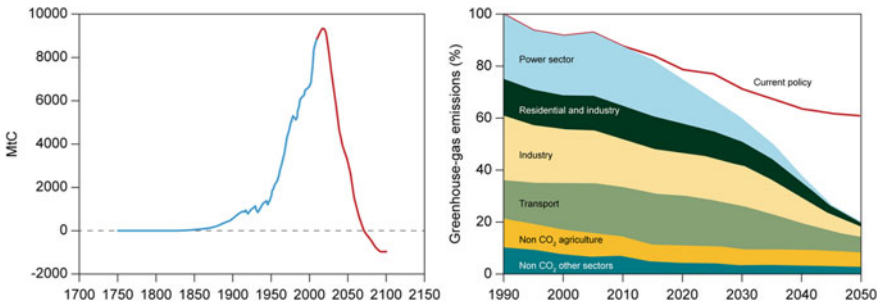 10000
8000
6000
4000
2000
0
-2000
MtC
1700 1750 1800 1850 1900 1950 2000 2050 2100 2150
100
80
60
40
20
0
Greenhouse-gas emissions (%)
Power sector
Current policy
Residential and industry
Industry
Transport
Non CO₂ agriculture
Non CO₂ other sectors
1990 2000 2010 2020 2030 2040 2050